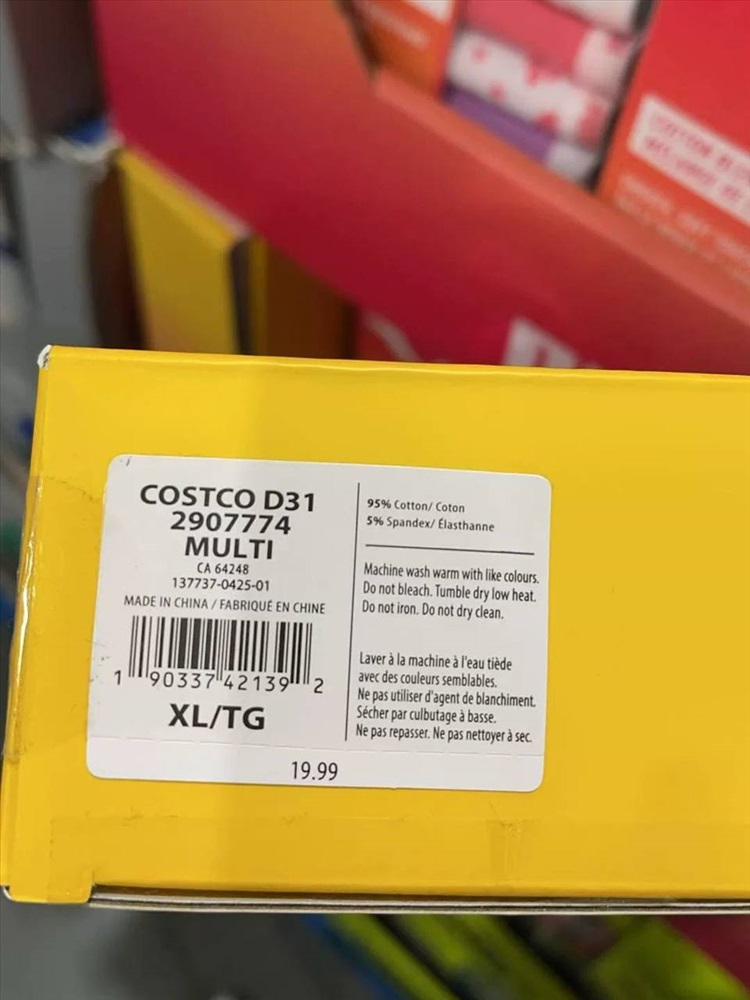 COSTCO D31
2907774
MULTI
CA 64248
137737-0425-01
MADE IN CHINA / FABRIQUÉ EN CHINE
1 90337 42139 2
XL/TG
95% Cotton/ Coton
5% Spandex/ Élasthanne
Machine wash warm with like colours.
Do not bleach. Tumble dry low heat.
Do not iron. Do not dry clean.
Laver à la machine à l'eau tiède
avec des couleurs semblables.
Ne pas utiliser d'agent de blanchiment.
Sécher par culbutage à basse.
Ne pas repasser. Ne pas nettoyer à sec.
19.99